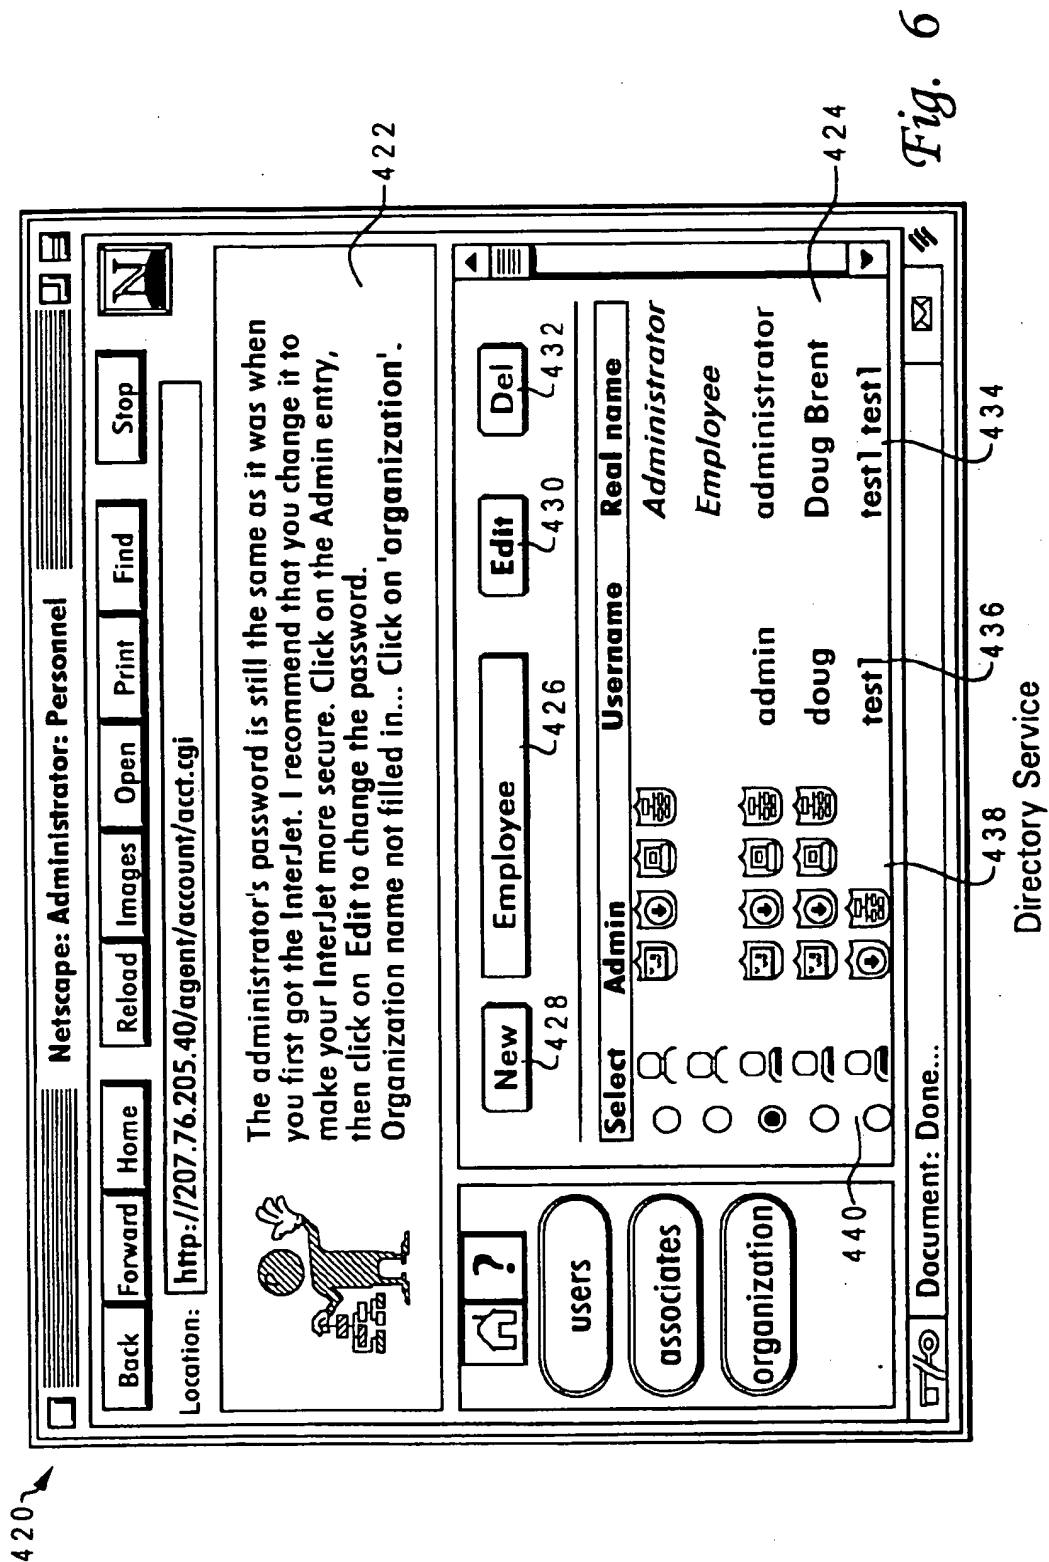 420
Netscape: Administrator: Personnel
Back Forward Home Reload Images Open Print Find Stop
N
Location: http://207.76.205.40/agent/account/acct.cgi
The administrator's password is still the same as it was when
you first got the InterJet. I recommend that you change it to
make your InterJet more secure. Click on the Admin entry,
then click on Edit to change the password.
Organization name not filled in... Click on 'organization'.
422
?
users
associates
organization
New Employee Edit Del
428 426 430 432
Select Admin Username Real name
Administrator
Employee
admin administrator
doug Doug Brent
test1 test1 test1
424
440 438 436 434
Document: Done...
Directory Service
Fig. 6